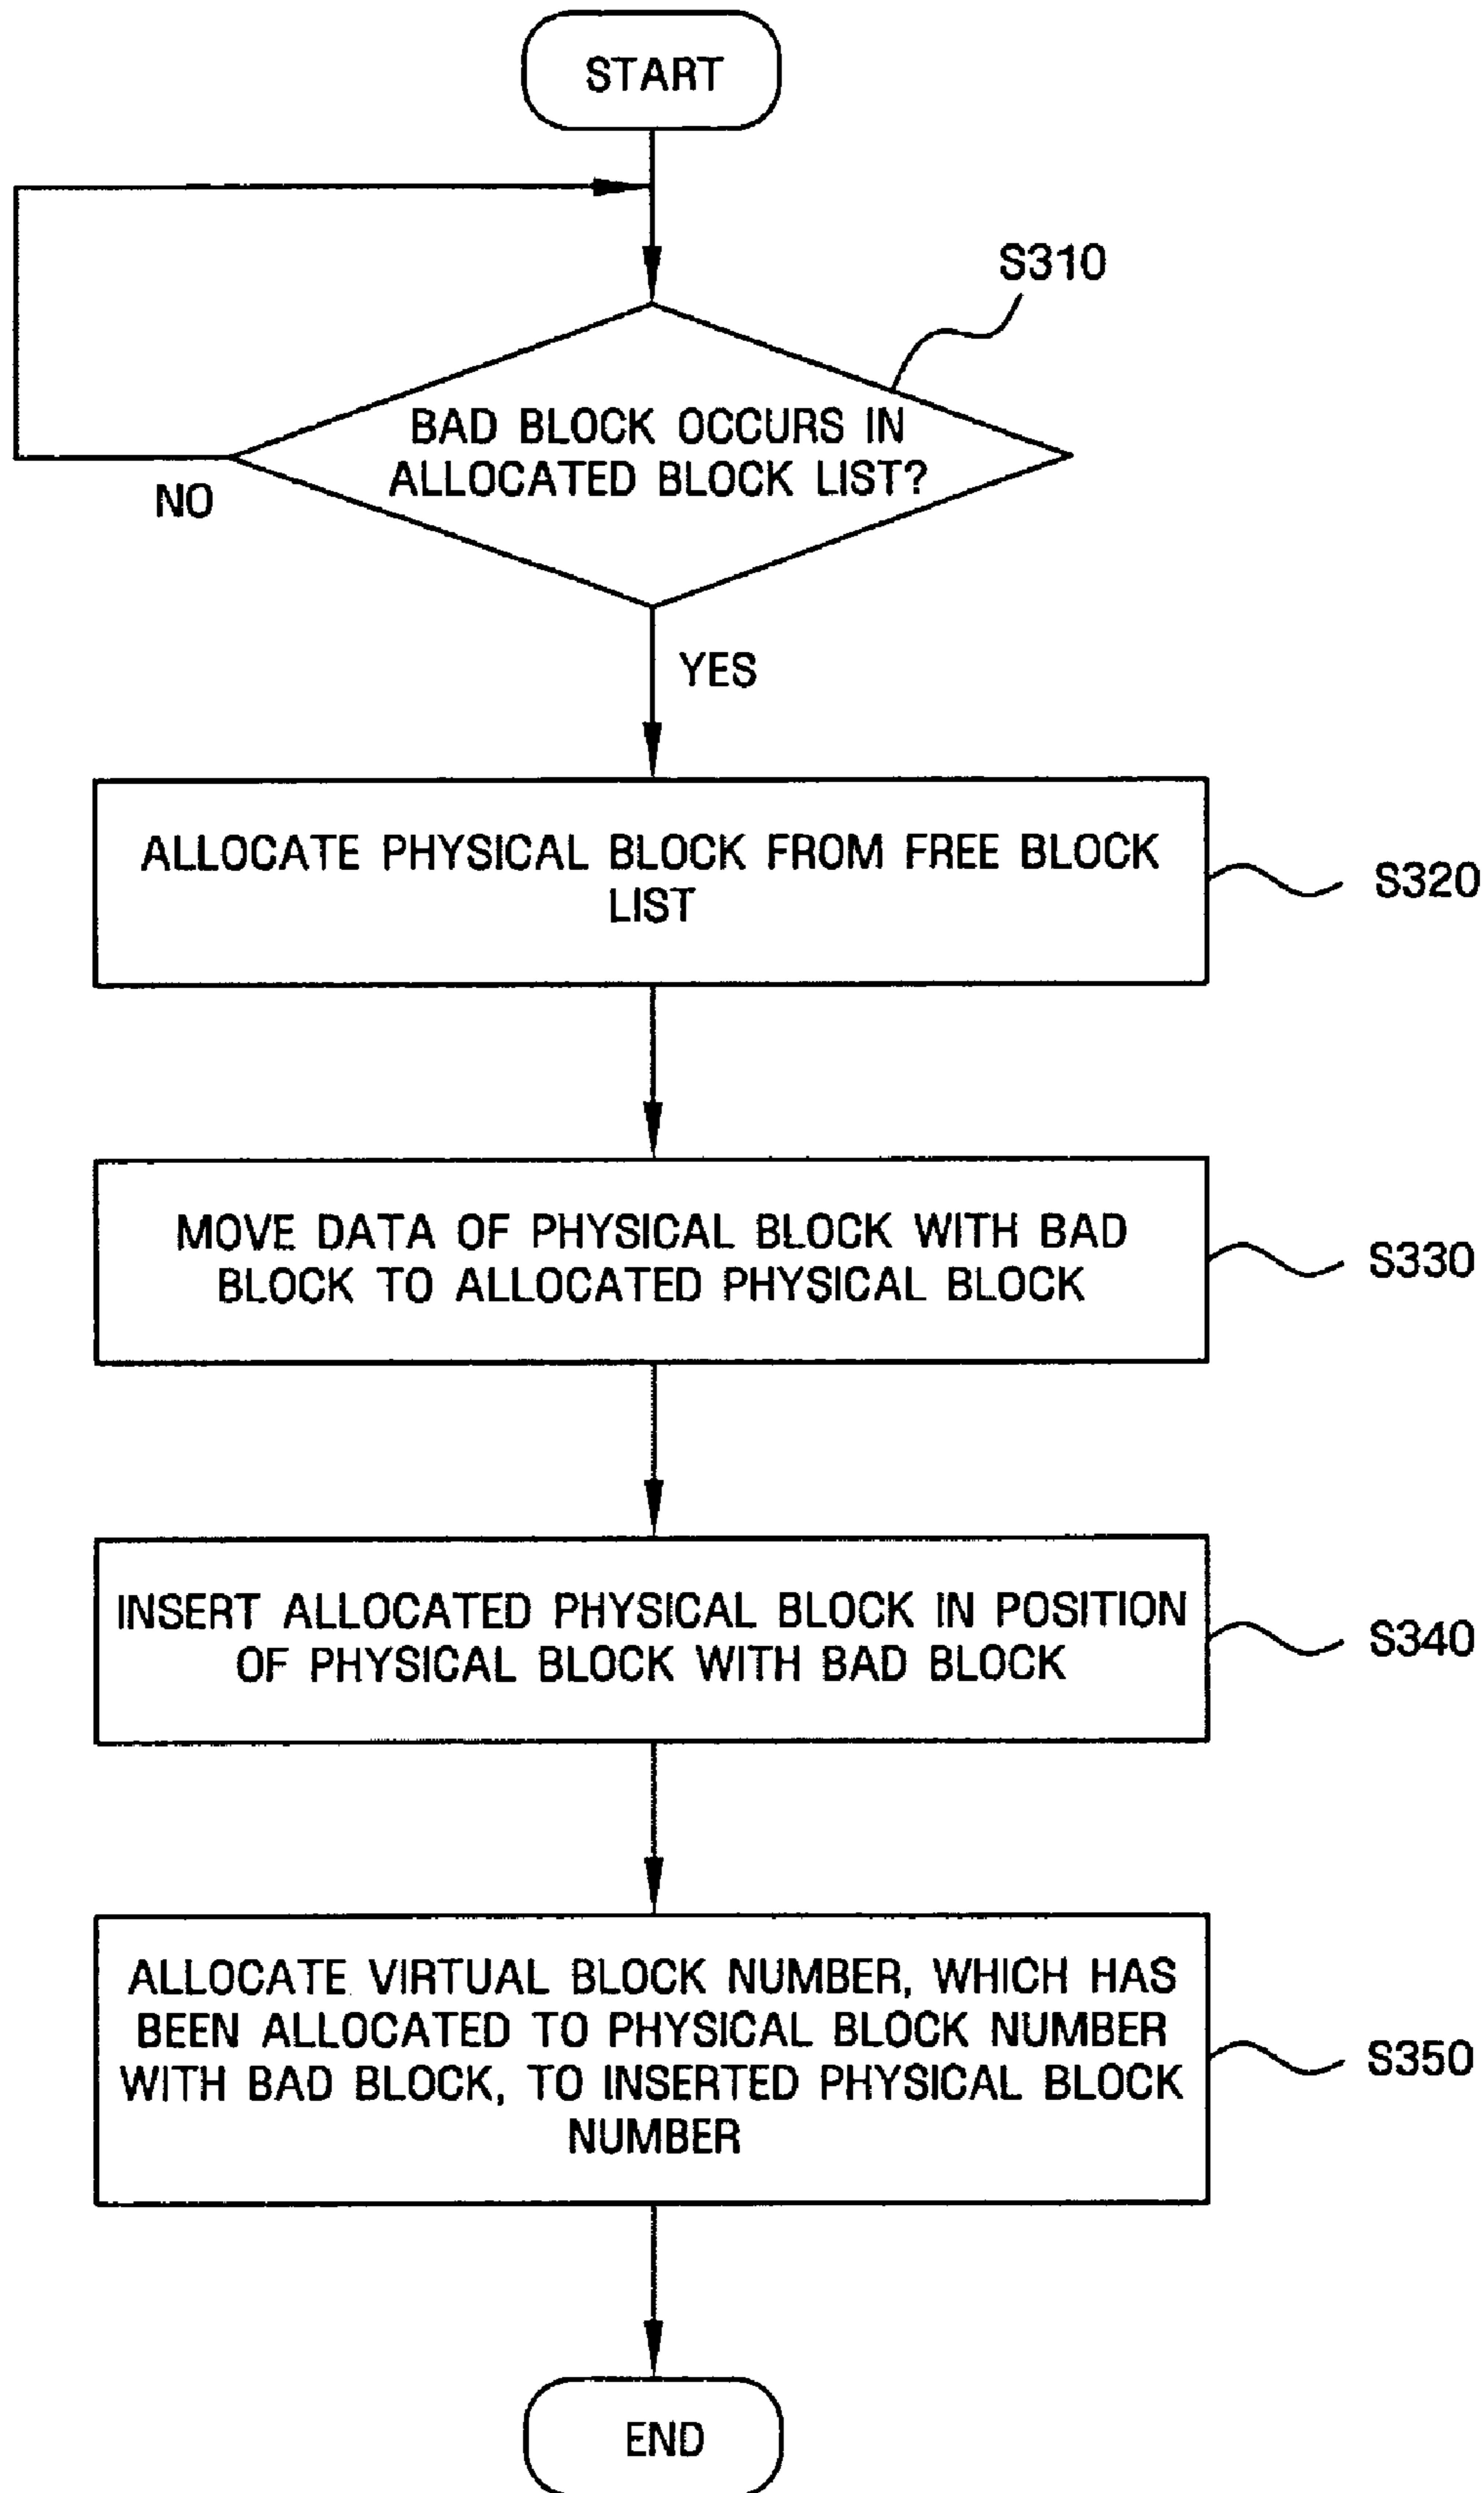 START
S310
BAD BLOCK OCCURS IN
ALLOCATED BLOCK LIST?
NO
YES
ALLOCATE PHYSICAL BLOCK FROM FREE BLOCK
LIST
S320
MOVE DATA OF PHYSICAL BLOCK WITH BAD
BLOCK TO ALLOCATED PHYSICAL BLOCK
S330
INSERT ALLOCATED PHYSICAL BLOCK IN POSITION
OF PHYSICAL BLOCK WITH BAD BLOCK
S340
ALLOCATE VIRTUAL BLOCK NUMBER, WHICH HAS
BEEN ALLOCATED TO PHYSICAL BLOCK NUMBER
WITH BAD BLOCK, TO INSERTED PHYSICAL BLOCK
NUMBER
S350
END